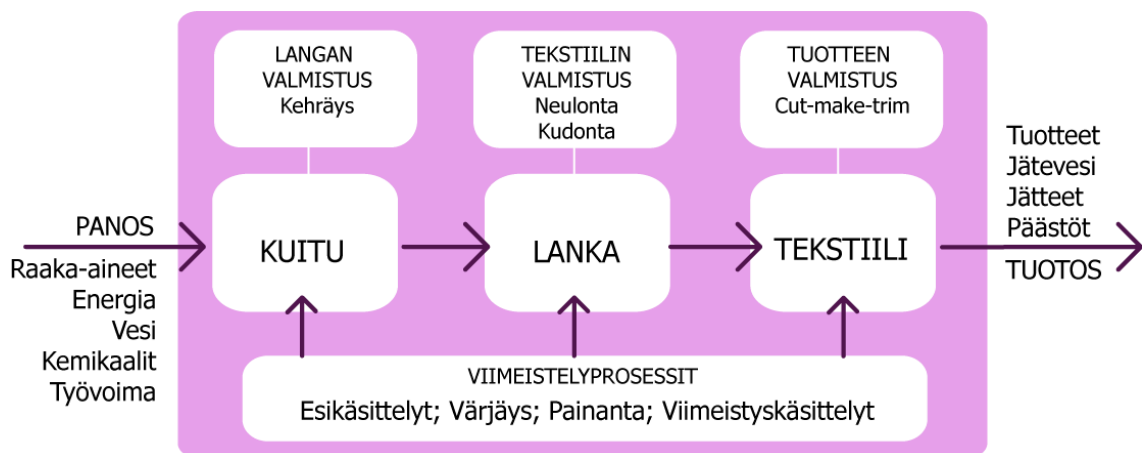 LANGAN
VALMISTUS
Kehräys
TEKSTIILIN
VALMISTUS
Neulonta
Kudonta
TUOTTEEN
VALMISTUS
Cut-make-trim
PANOS
Raaka-aineet
Energia
Vesi
Kemikaalit
Työvoima
KUITU
LANKA
TEKSTIILI
Tuotteet
Jätevesi
Jätteet
Päästöt
TUOTOS
VIIMEISTELYPROSESSIT
Esikäsittelyt; Värjäys; Painanta; Viimeistyskäsittelyt